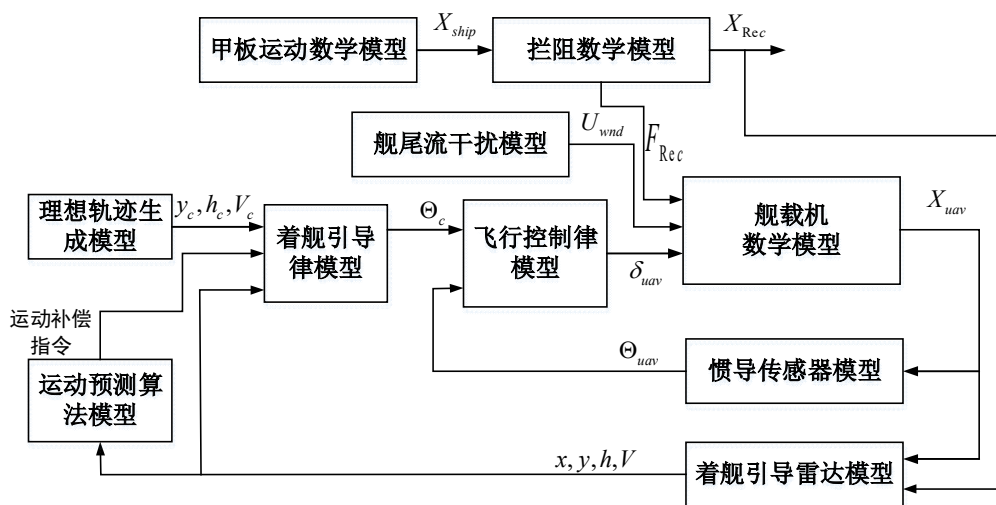 甲板运动数学模型
X_ship
拦阻数学模型
X_Rec
舰尾流干扰模型
U_wnd
F_Rec
理想轨迹生
成模型
y_c, h_c, V_c
着舰引导
律模型
Θ_c
飞行控制律
模型
δ_uav
舰载机
数学模型
X_uav
运动补偿
指令
运动预测算
法模型
Θ_uav
惯导传感器模型
x, y, h, V
着舰引导雷达模型